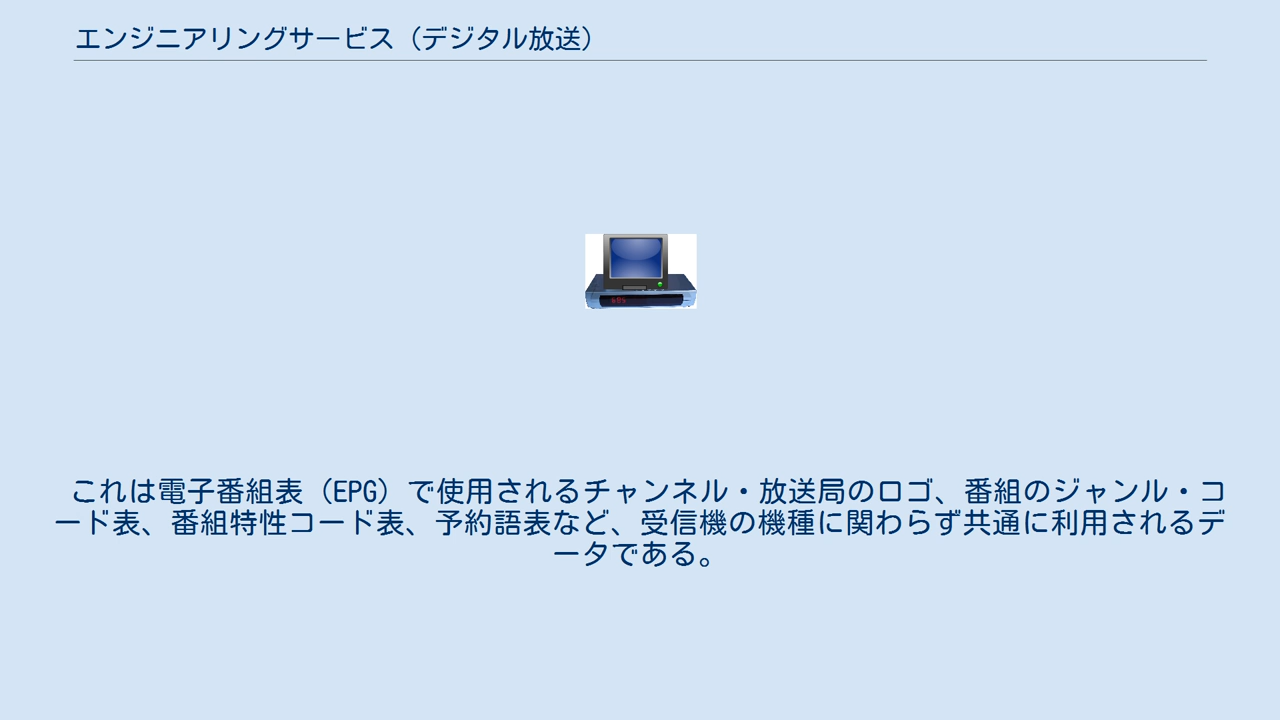 エンジニアリングサービス（デジタル放送）
これは電子番組表（EPG）で使用されるチャンネル・放送局のロゴ、番組のジャンル・コ
ード表、番組特性コード表、予約語表など、受信機の機種に関わらず共通に利用されるデ
ータである。